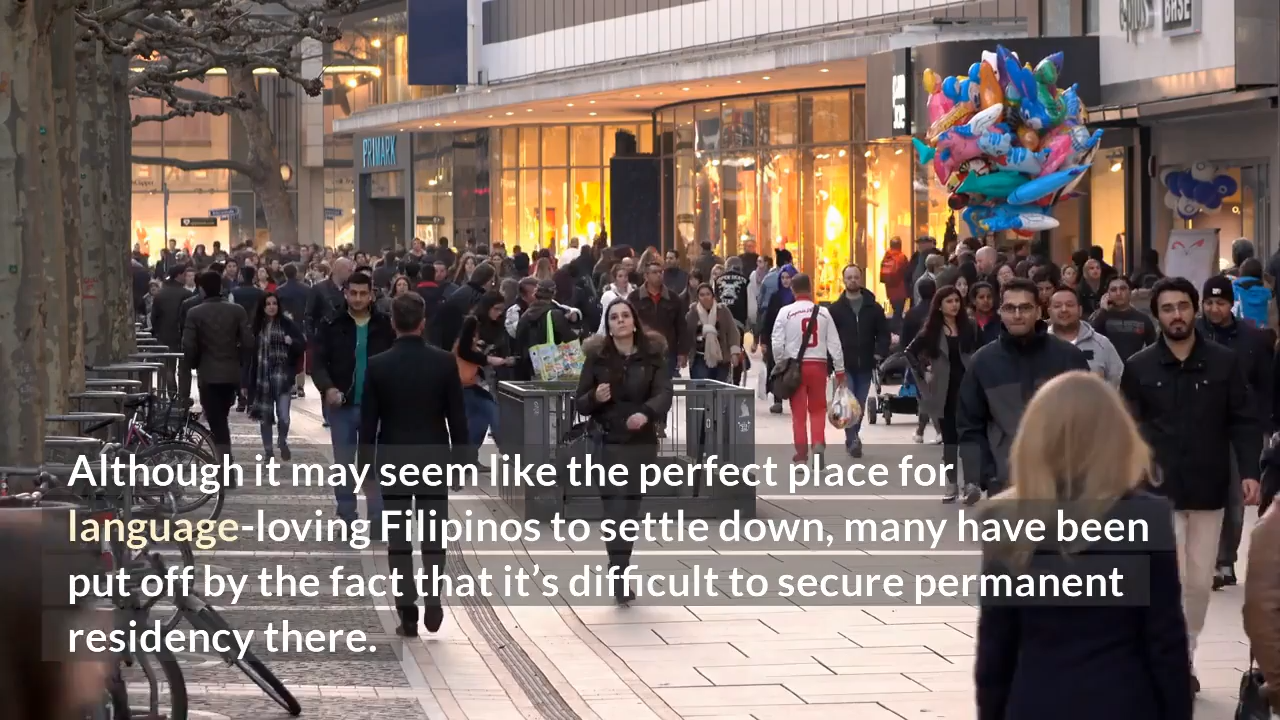 PRIMARK
BASE
Although it may seem like the perfect place for
language-loving Filipinos to settle down, many have been
put off by the fact that it’s difficult to secure permanent
residency there.